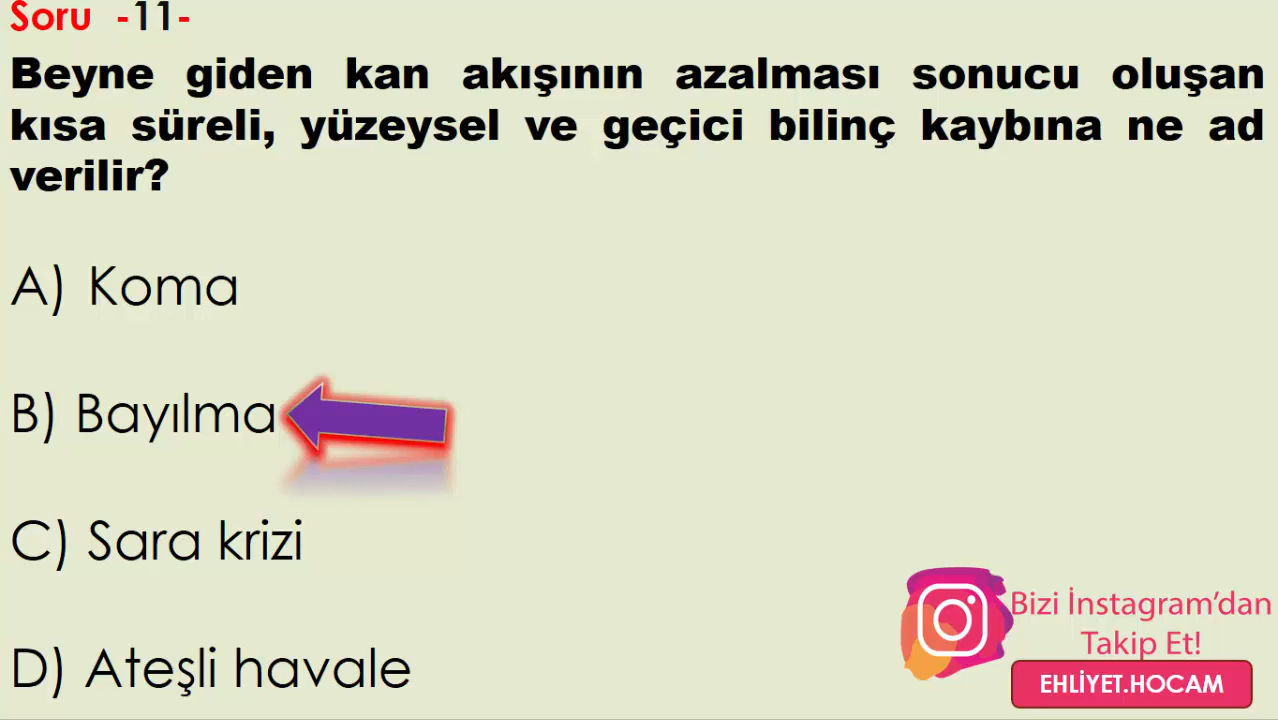 Soru -11-
Beyne giden kan akışının azalması sonucu oluşan
kısa süreli, yüzeysel ve geçici bilinç kaybına ne ad
verilir?
A) Koma
B) Bayılma
C) Sara krizi
D) Ateşli havale
Bizi İnstagram’dan
Takip Et!
EHLİYET.HOCAM